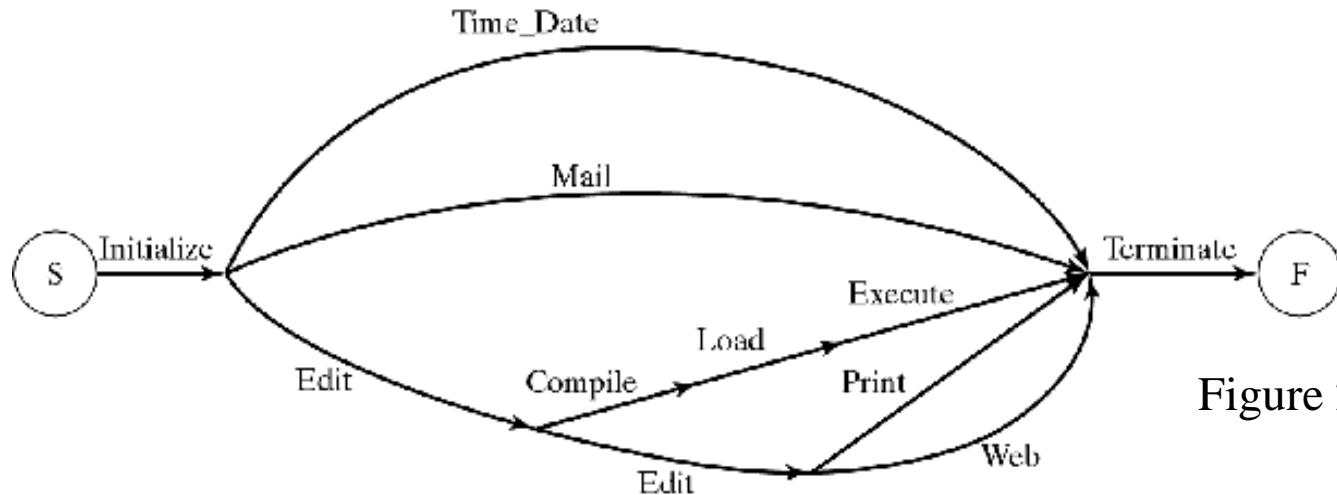 Time_Date
Mail
S
Initialize
Terminate
F
Execute
Load
Compile
Print
Edit
Figure
Edit
Web